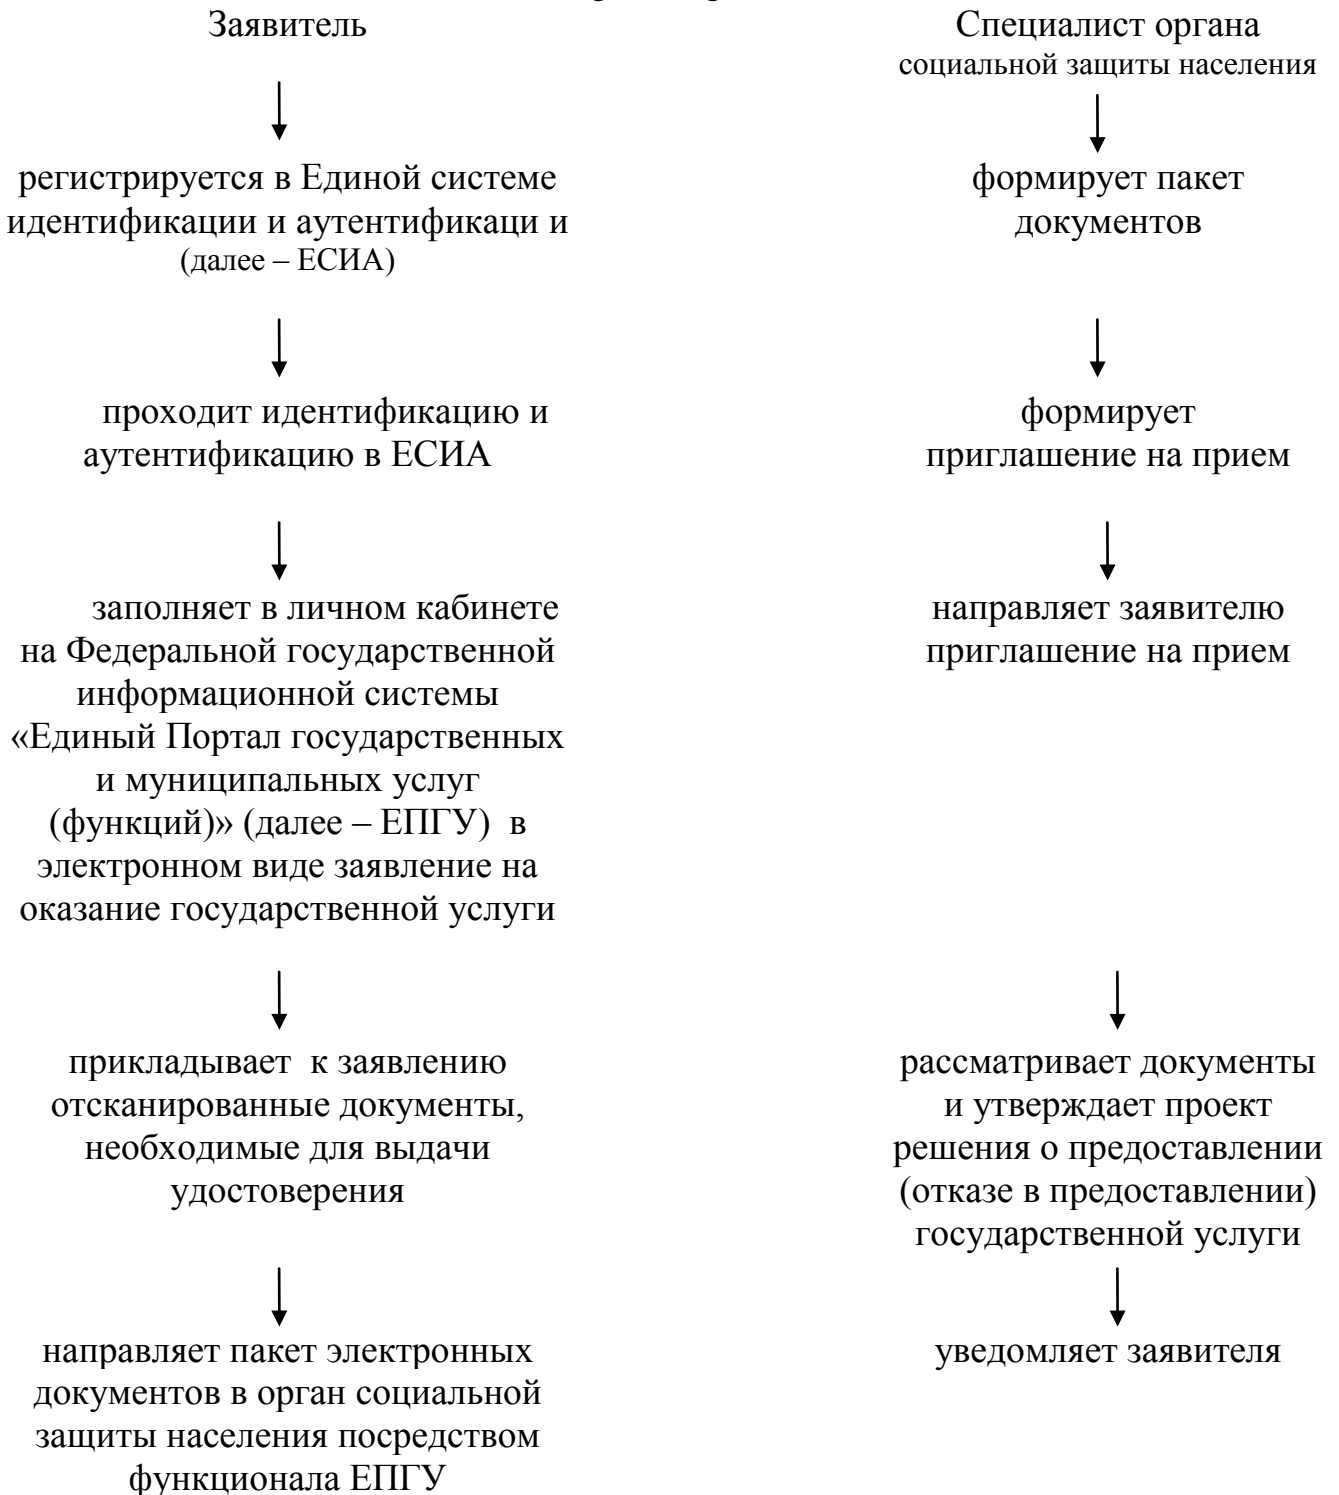 Заявитель
регистрируется в Единой системе
идентификации и аутентификаци и
(далее – ЕСИА)
проходит идентификацию и
аутентификацию в ЕСИА
заполняет в личном кабинете
на Федеральной государственной
информационной системы
«Единый Портал государственных
и муниципальных услуг
(функций)» (далее – ЕПГУ) в
электронном виде заявление на
оказание государственной услуги
прикладывает к заявлению
отсканированные документы,
необходимые для выдачи
удостоверения
направляет пакет электронных
документов в орган социальной
защиты населения посредством
функционала ЕПГУ
Специалист органа
социальной защиты населения
формирует пакет
документов
формирует
приглашение на прием
направляет заявителю
приглашение на прием
рассматривает документы
и утверждает проект
решения о предоставлении
(отказе в предоставлении)
государственной услуги
уведомляет заявителя